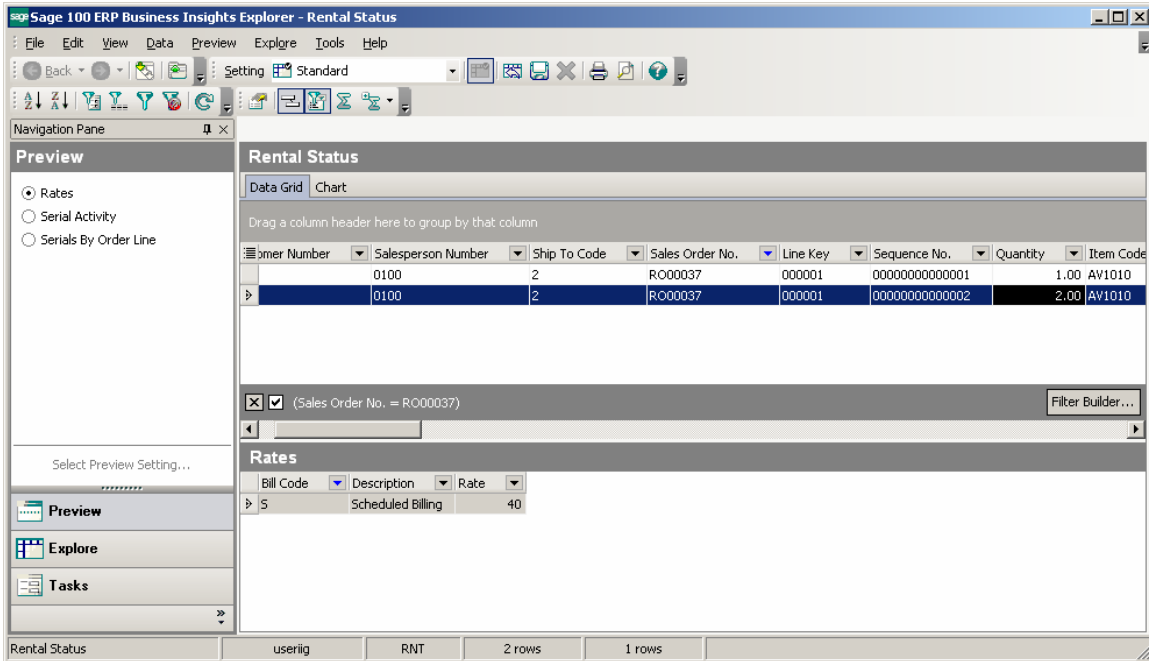 sage Sage 100 ERP Business Insights Explorer - Rental Status
File Edit View Data Preview Explore Tools Help
Back Setting Standard
Navigation Pane
Preview
Rates
Serial Activity
Serials By Order Line
Select Preview Setting...
Preview
Explore
Tasks
Rental Status
Data Grid Chart
Drag a column header here to group by that column
omer Number Salesperson Number Ship To Code Sales Order No. Line Key Sequence No. Quantity Item Code
0100 2 RO00037 000001 00000000000001 1.00 AV1010
0100 2 RO00037 000001 00000000000002 2.00 AV1010
(Sales Order No. = RO00037) Filter Builder...
Rates
Bill Code Description Rate
S Scheduled Billing 40
Rental Status useriig RNT 2 rows 1 rows